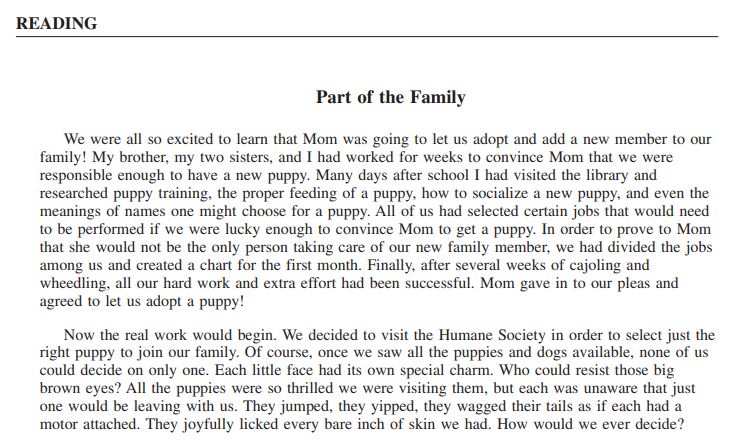 READING
Part of the Family
We were all so excited to learn that Mom was going to let us adopt and add a new member to our
family! My brother, my two sisters, and I had worked for weeks to convince Mom that we were
responsible enough to have a new puppy. Many days after school I had visited the library and
researched puppy training, the proper feeding of a puppy, how to socialize a new puppy, and even the
meanings of names one might choose for a puppy. All of us had selected certain jobs that would need
to be performed if we were lucky enough to convince Mom to get a puppy. In order to prove to Mom
that she would not be the only person taking care of our new family member, we had divided the jobs
among us and created a chart for the first month. Finally, after several weeks of cajoling and
wheedling, all our hard work and extra effort had been successful. Mom gave in to our pleas and
agreed to let us adopt a puppy!
Now the real work would begin. We decided to visit the Humane Society in order to select just the
right puppy to join our family. Of course, once we saw all the puppies and dogs available, none of us
could decide on only one. Each little face had its own special charm. Who could resist those big
brown eyes? All the puppies were so thrilled we were visiting them, but each was unaware that just
one would be leaving with us. They jumped, they yipped, they wagged their tails as if each had a
motor attached. They joyfully licked every bare inch of skin we had. How would we ever decide?